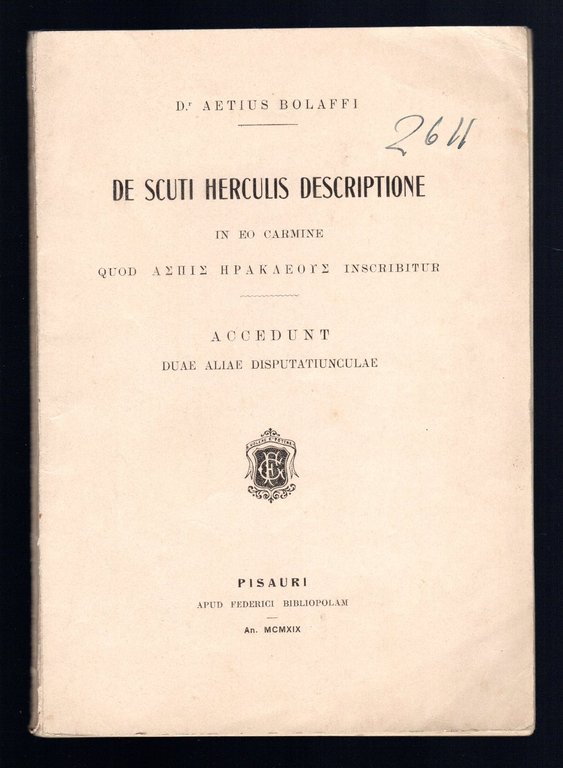 D.r AETIUS BOLAFFI
2611
DE SCUTI HERCULIS DESCRIPTIONE
IN EO CARMINE
QUOD ΑΣΠΙΣ ΗΡΑΚΛΕΟΥΣ INSCRIBITUR
ACCEDUNT
DUAE ALIAE DISPUTATIUNCULAE
PISAURI
APUD FEDERICI BIBLIOPOLAM
An. MCMXIX